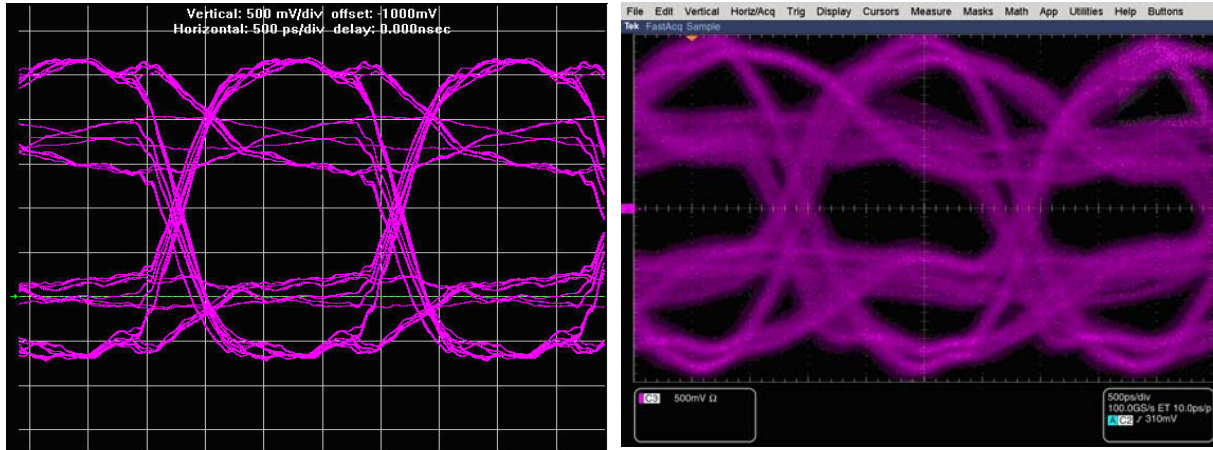 Vertical: 500 mV/div offset: -1000mV
Horizontal: 500 ps/div delay: 0.000nsec
File Edit Vertical Horiz/Acq Trig Display Cursors Measure Masks Math App Utilities Help Buttons
Tek FastAcq Sample
C3 500mV Ω
500ps/div
100.0GS/s ET 10.0ps/p
A C2 ∫ 310mV